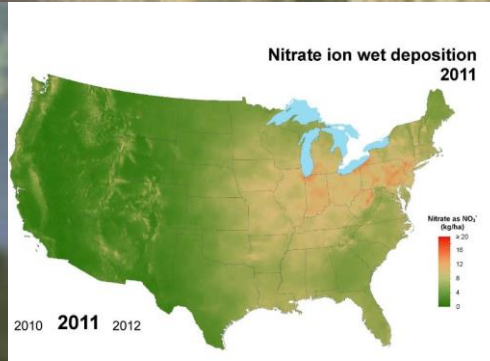 Nitrate ion wet deposition
2011
Nitrate as NO₃⁻
(kg/ha)
≥ 20
16
12
8
4
0
2010 2011 2012